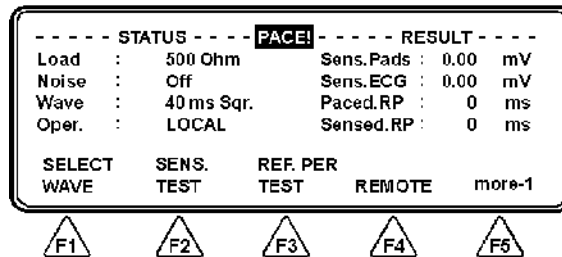 - - - - - STATUS - - - - PACE! - - - - - RESULT - - - -
Load : 500 Ohm Sens.Pads : 0.00 mV
Noise : Off Sens.ECG : 0.00 mV
Wave : 40 ms Sqr. Paced.RP : 0 ms
Oper. : LOCAL Sensed.RP : 0 ms
SELECT SENS. REF. PER
WAVE TEST TEST REMOTE more-1
F1 F2 F3 F4 F5